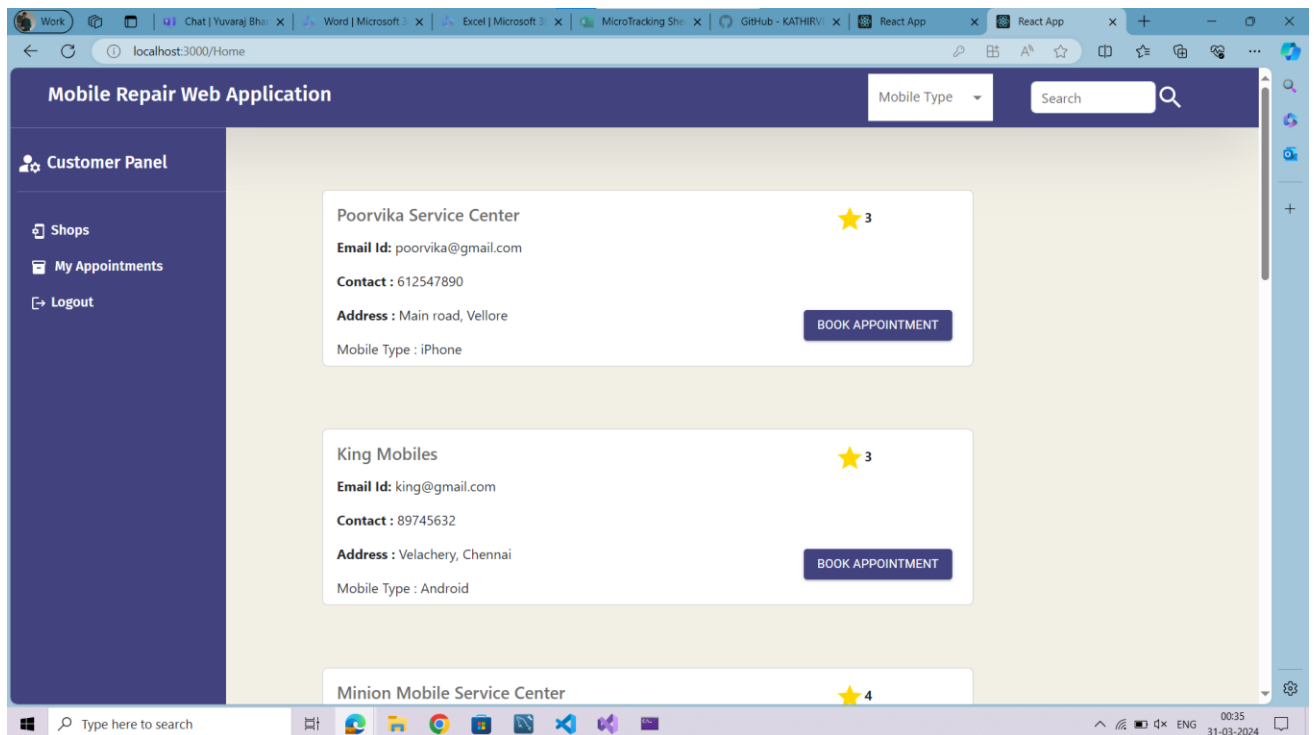 Work
Chat | Yuvaraj Bha
Word | Microsoft 3
Excel | Microsoft 3
MicroTracking She
GitHub - KATHIRVI
React App
React App
localhost:3000/Home
Mobile Repair Web Application
Mobile Type
Search
Customer Panel
Shops
My Appointments
Logout
Poorvika Service Center
3
Email Id: poorvika@gmail.com
Contact : 612547890
Address : Main road, Vellore
BOOK APPOINTMENT
Mobile Type : iPhone
King Mobiles
3
Email Id: king@gmail.com
Contact : 89745632
Address : Velachery, Chennai
BOOK APPOINTMENT
Mobile Type : Android
Minion Mobile Service Center
4
Type here to search
ENG
00:35
31-03-2024